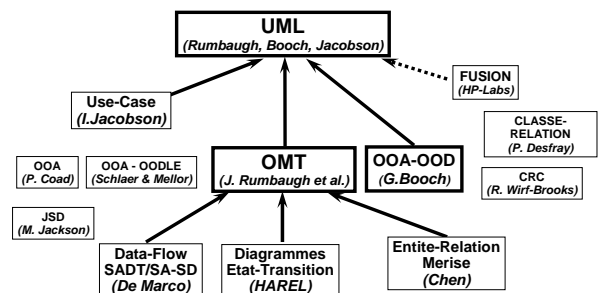 UML
(Rumbaugh, Booch, Jacobson)
FUSION
(HP-Labs)
Use-Case
(I.Jacobson)
CLASSE-
RELATION
(P. Desfray)
OOA
(P. Coad)
OOA - OODLE
(Schlaer & Mellor)
OMT
(J. Rumbaugh et al.)
OOA-OOD
(G.Booch)
CRC
(R. Wirf-Brooks)
JSD
(M. Jackson)
Data-Flow
SADT/SA-SD
(De Marco)
Diagrammes
Etat-Transition
(HAREL)
Entite-Relation
Merise
(Chen)